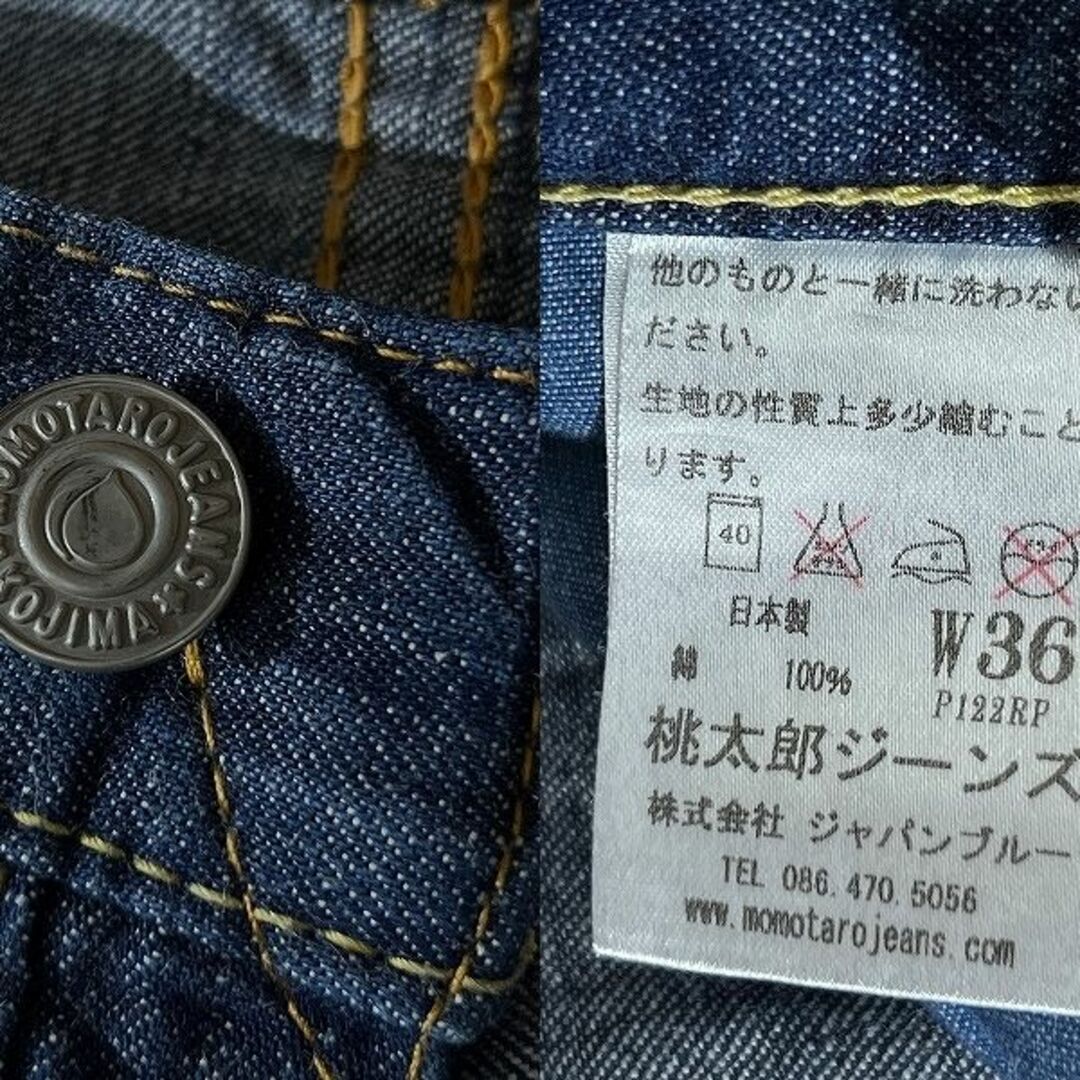 MOMOTARO JEANS
KOJIMA
他のものと一緒に洗わない
ださい。
生地の性質上多少縮むこと
ります。
40
日本製
W36
綿 100%
P122RP
桃太郎ジーンズ
株式会社 ジャパンブルー
TEL 086.470.5056
www.momotarojeans.com